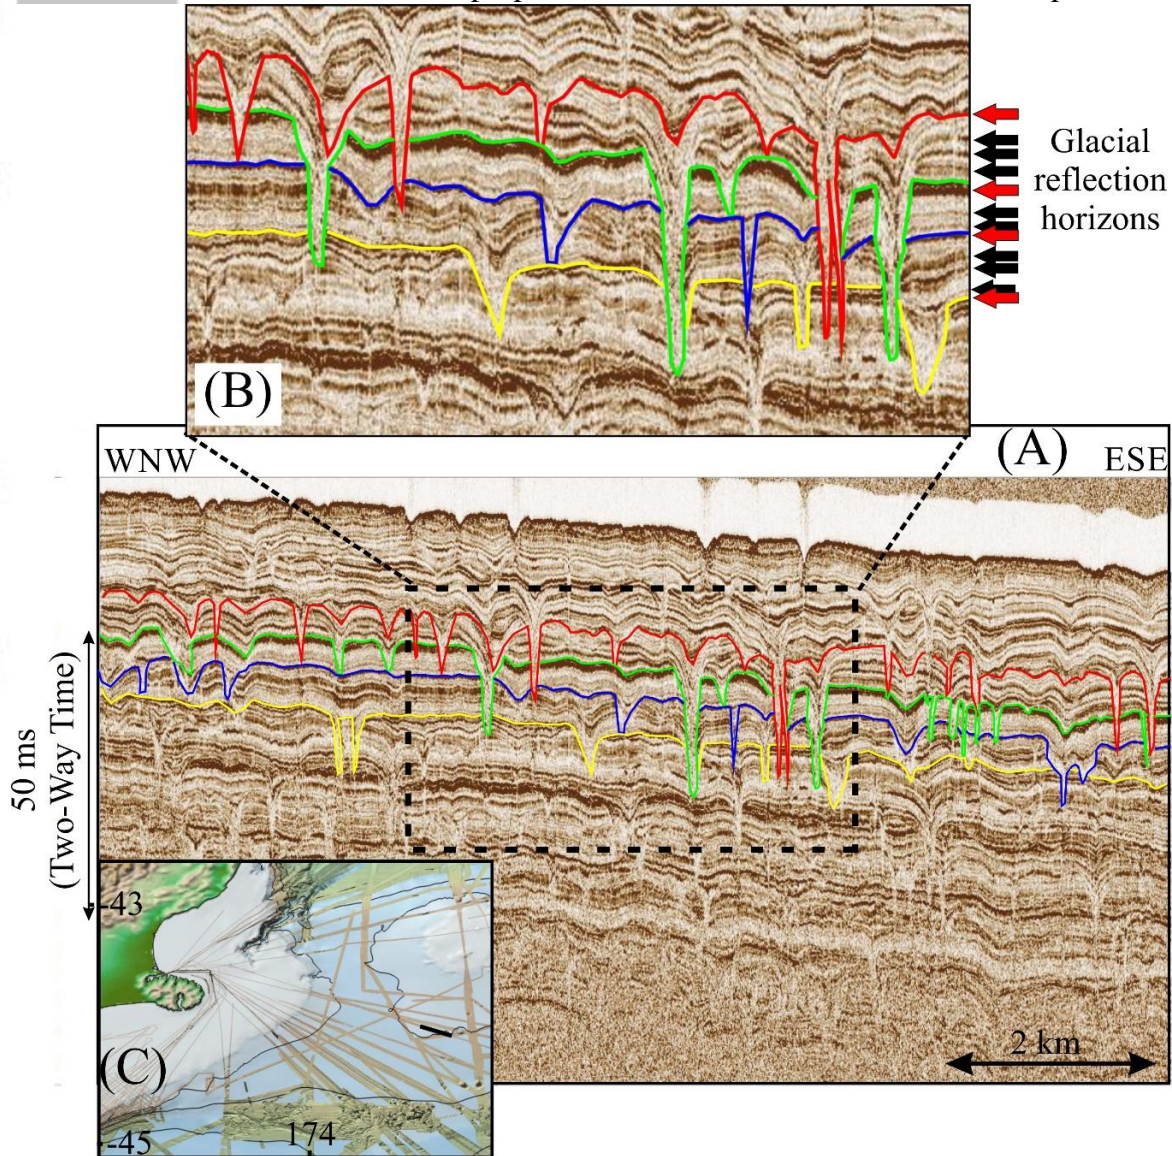 (B)
Glacial
reflection
horizons
WNW
(A)
ESE
50 ms
(Two-Way Time)
-43
(C)
-45
174
2 km